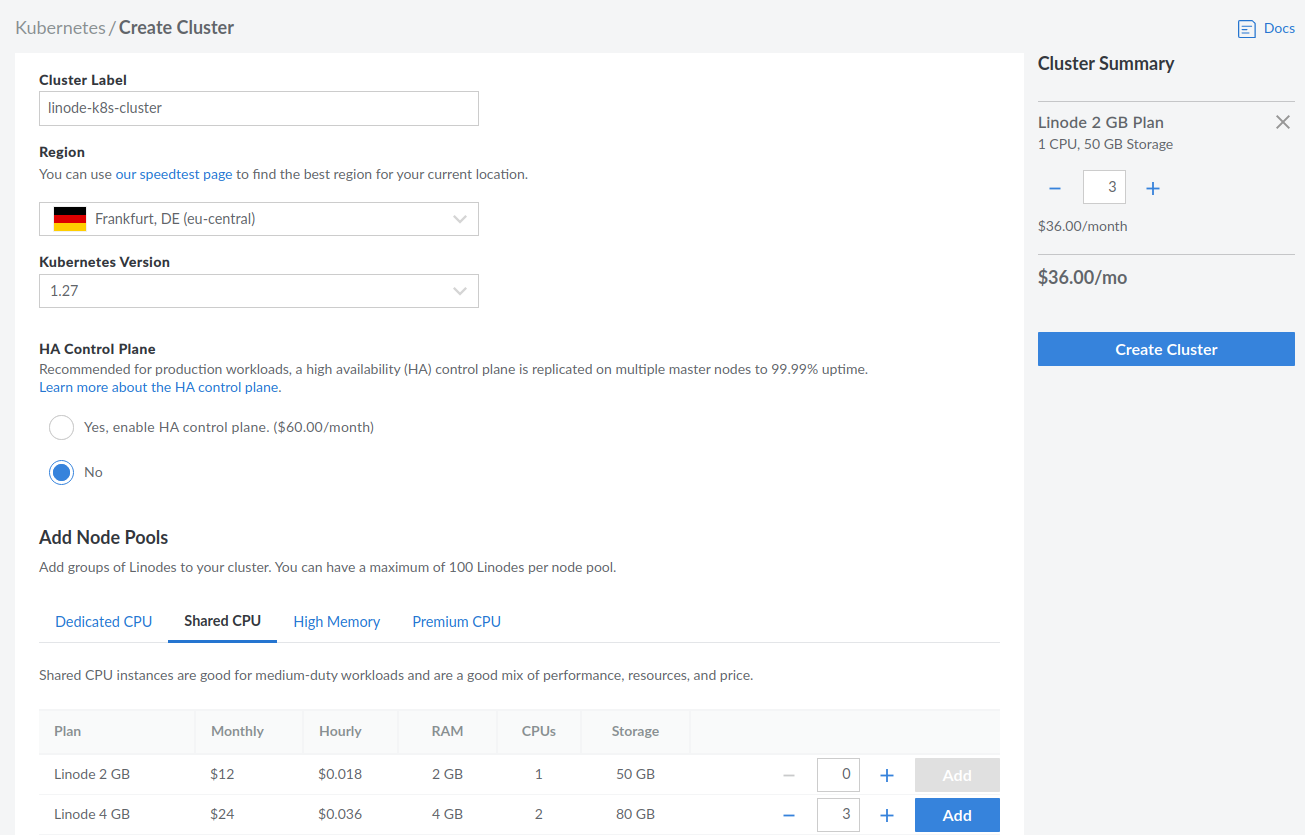 Kubernetes / Create Cluster
Docs
Cluster Label
linode-k8s-cluster
Region
You can use our speedtest page to find the best region for your current location.
Frankfurt, DE (eu-central)
Kubernetes Version
1.27
HA Control Plane
Recommended for production workloads, a high availability (HA) control plane is replicated on multiple master nodes to 99.99% uptime.
Learn more about the HA control plane.
Yes, enable HA control plane. ($60.00/month)
No
Add Node Pools
Add groups of Linodes to your cluster. You can have a maximum of 100 Linodes per node pool.
Dedicated CPU Shared CPU High Memory Premium CPU
Shared CPU instances are good for medium-duty workloads and are a good mix of performance, resources, and price.
Plan Monthly Hourly RAM CPUs Storage
Linode 2 GB $12 $0.018 2 GB 1 50 GB − 0 + Add
Linode 4 GB $24 $0.036 4 GB 2 80 GB − 3 + Add
Cluster Summary
Linode 2 GB Plan
1 CPU, 50 GB Storage
− 3 +
$36.00/month
$36.00/mo
Create Cluster